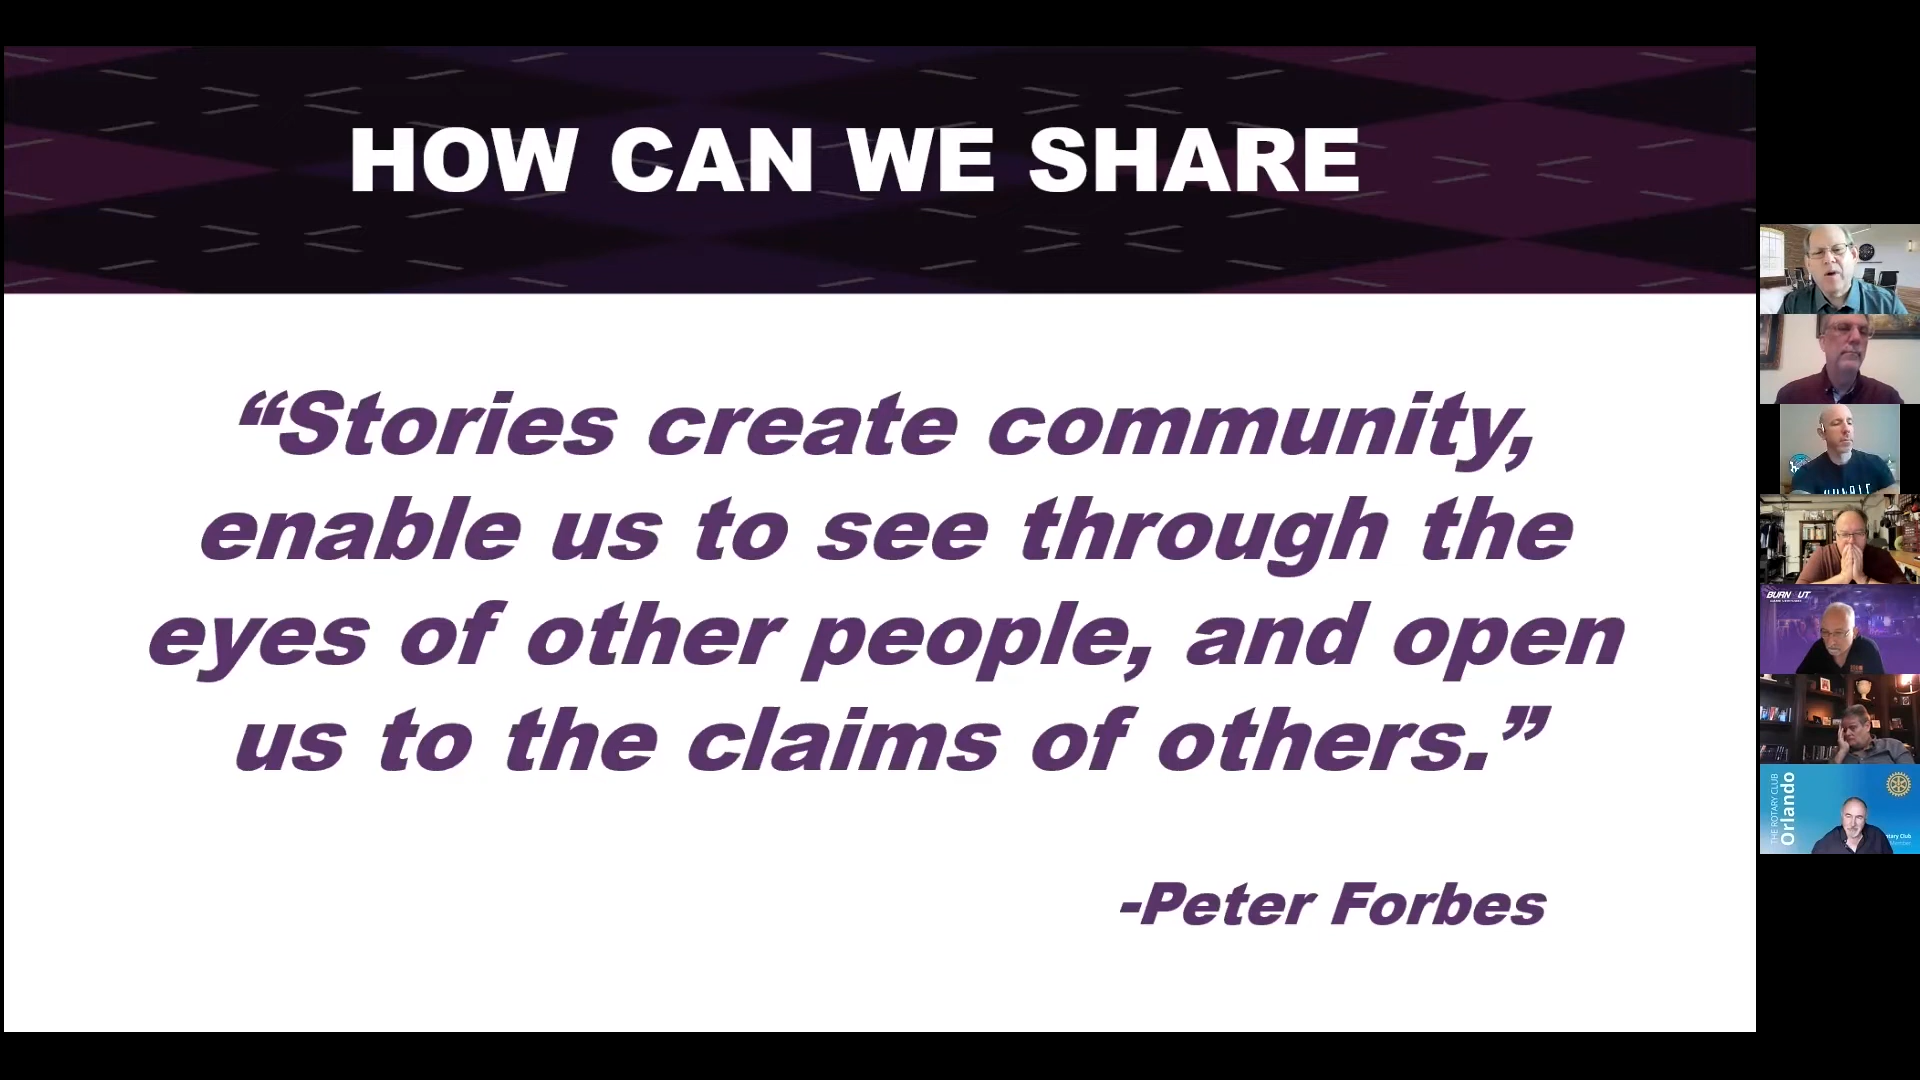 HOW CAN WE SHARE
“Stories create community,
enable us to see through the
eyes of other people, and open
us to the claims of others.”
-Peter Forbes
THE ROTARY CLUB
Orlando